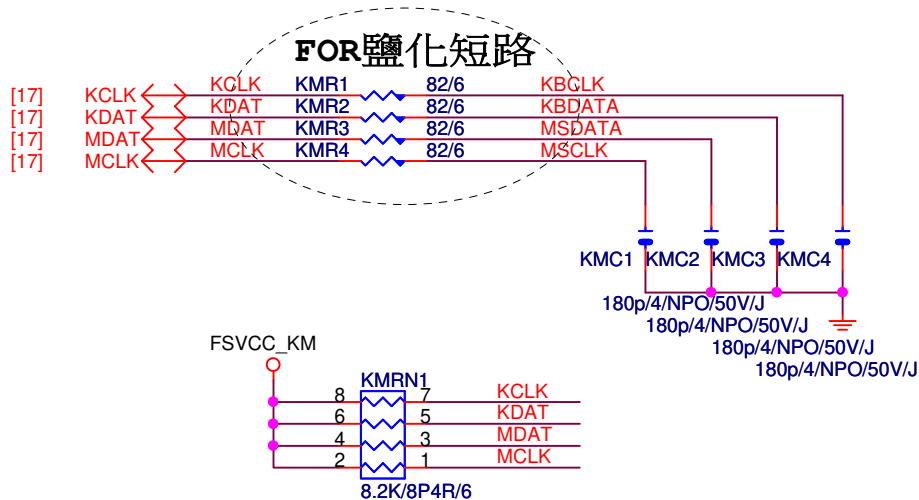 FOR鹽化短路
[17] KCLK KCLK KMR1 82/6 KBCLK
[17] KDAT KDAT KMR2 82/6 KBDATA
[17] MDAT MDAT KMR3 82/6 MSDATA
[17] MCLK MCLK KMR4 82/6 MSCLK
KMC1 KMC2 KMC3 KMC4
180p/4/NPO/50V/J
180p/4/NPO/50V/J
180p/4/NPO/50V/J
180p/4/NPO/50V/J
FSVCC_KM
KMRN1
8 7 KCLK
6 5 KDAT
4 3 MDAT
2 1 MCLK
8.2K/8P4R/6